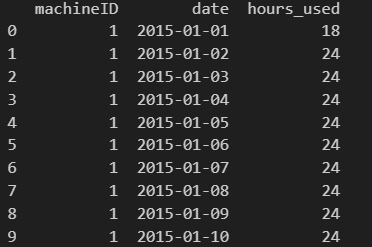 machineID date hours_used
0 1 2015-01-01 18
1 1 2015-01-02 24
2 1 2015-01-03 24
3 1 2015-01-04 24
4 1 2015-01-05 24
5 1 2015-01-06 24
6 1 2015-01-07 24
7 1 2015-01-08 24
8 1 2015-01-09 24
9 1 2015-01-10 24